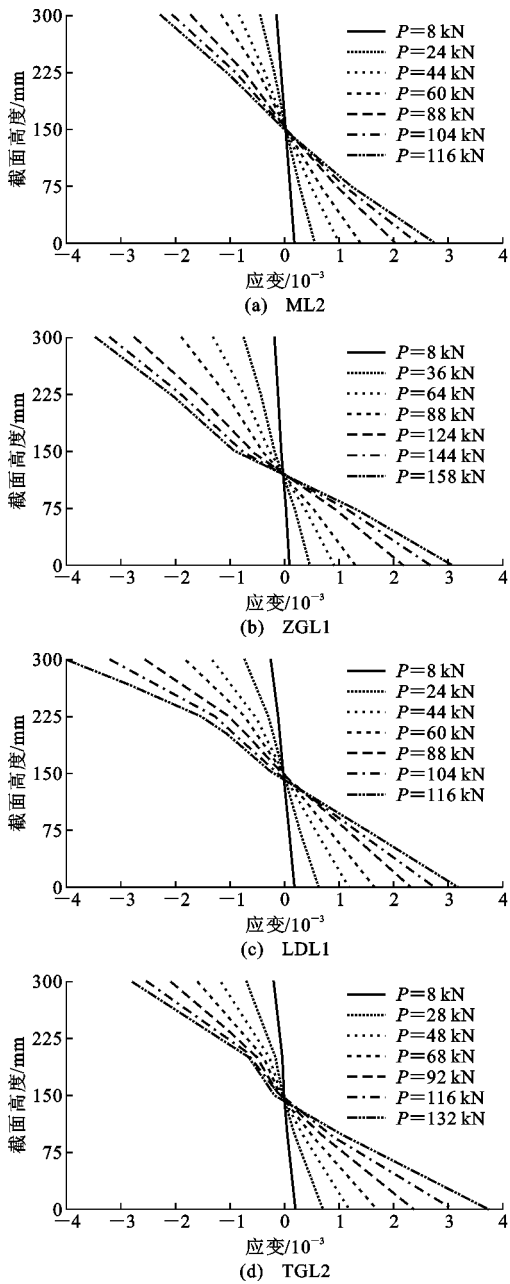 300
225
150
75
0
截面高度/mm
P=8 kN
P=24 kN
P=44 kN
P=60 kN
P=88 kN
P=104 kN
P=116 kN
−4 −3 −2 −1 0 1 2 3 4
应变/10⁻³
(a) ML2
300
225
150
75
0
截面高度/mm
P=8 kN
P=36 kN
P=64 kN
P=88 kN
P=124 kN
P=144 kN
P=158 kN
−4 −3 −2 −1 0 1 2 3 4
应变/10⁻³
(b) ZGL1
300
225
150
75
0
截面高度/mm
P=8 kN
P=24 kN
P=44 kN
P=60 kN
P=88 kN
P=104 kN
P=116 kN
−4 −3 −2 −1 0 1 2 3 4
应变/10⁻³
(c) LDL1
300
225
150
75
0
截面高度/mm
P=8 kN
P=28 kN
P=48 kN
P=68 kN
P=92 kN
P=116 kN
P=132 kN
−4 −3 −2 −1 0 1 2 3 4
应变/10⁻³
(d) TGL2